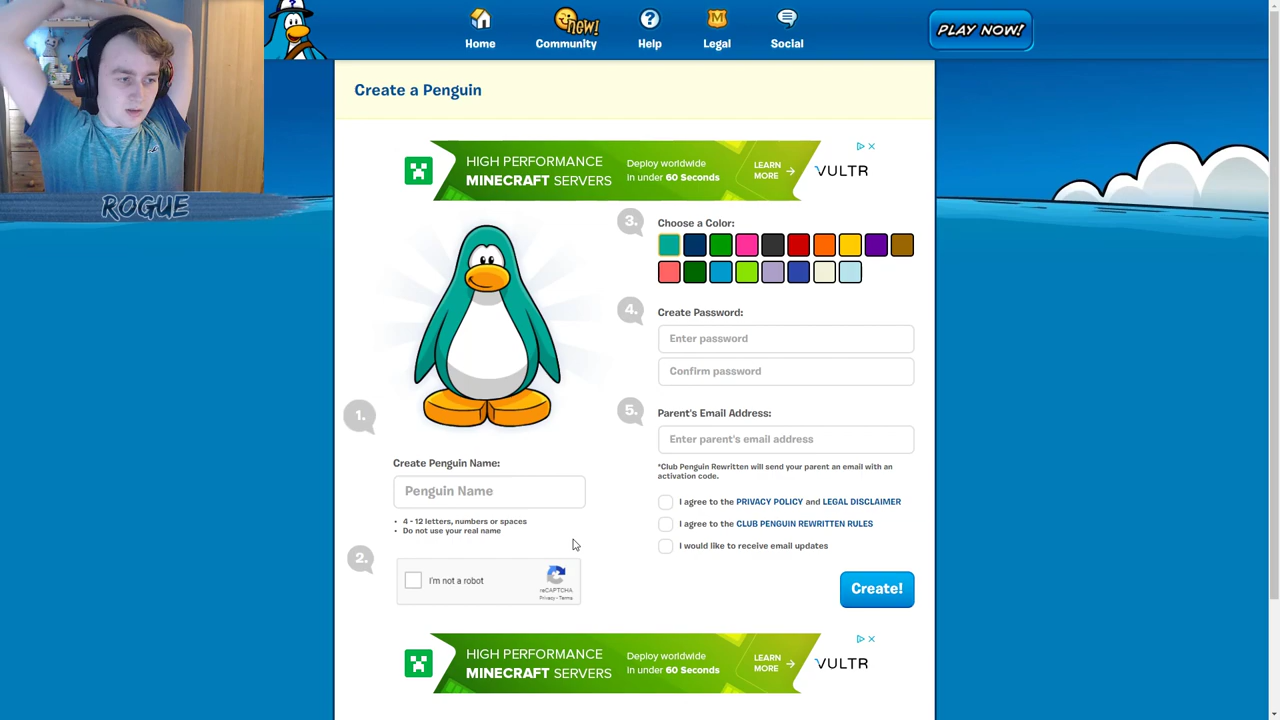 Home
Community
now!
Help
Legal
Social
PLAY NOW!
ROGUE
Create a Penguin
HIGH PERFORMANCE
MINECRAFT SERVERS
Deploy worldwide
in under 60 Seconds
LEARN
MORE
VULTR
1.
Create Penguin Name:
Penguin Name
4 - 12 letters, numbers or spaces
Do not use your real name
2.
I'm not a robot
reCAPTCHA
Privacy - Terms
3.
Choose a Color:
4.
Create Password:
Enter password
Confirm password
5.
Parent's Email Address:
Enter parent's email address
*Club Penguin Rewritten will send your parent an email with an
activation code.
I agree to the PRIVACY POLICY and LEGAL DISCLAIMER
I agree to the CLUB PENGUIN REWRITTEN RULES
I would like to receive email updates
Create!
HIGH PERFORMANCE
MINECRAFT SERVERS
Deploy worldwide
in under 60 Seconds
LEARN
MORE
VULTR